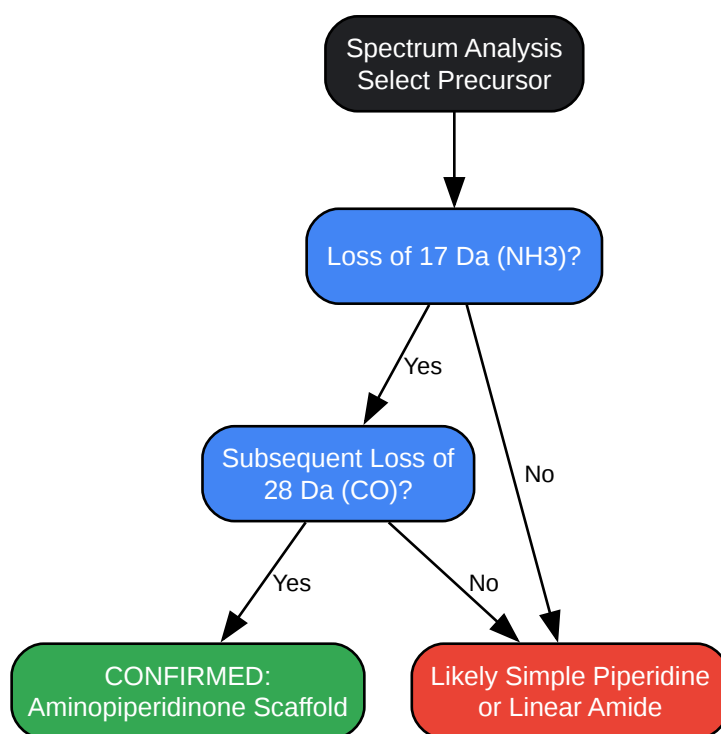 Spectrum Analysis
Select Precursor
Loss of 17 Da (NH3)?
Yes
Subsequent Loss of
28 Da (CO)?
No
Yes
No
CONFIRMED:
Aminopiperidinone Scaffold
Likely Simple Piperidine
or Linear Amide